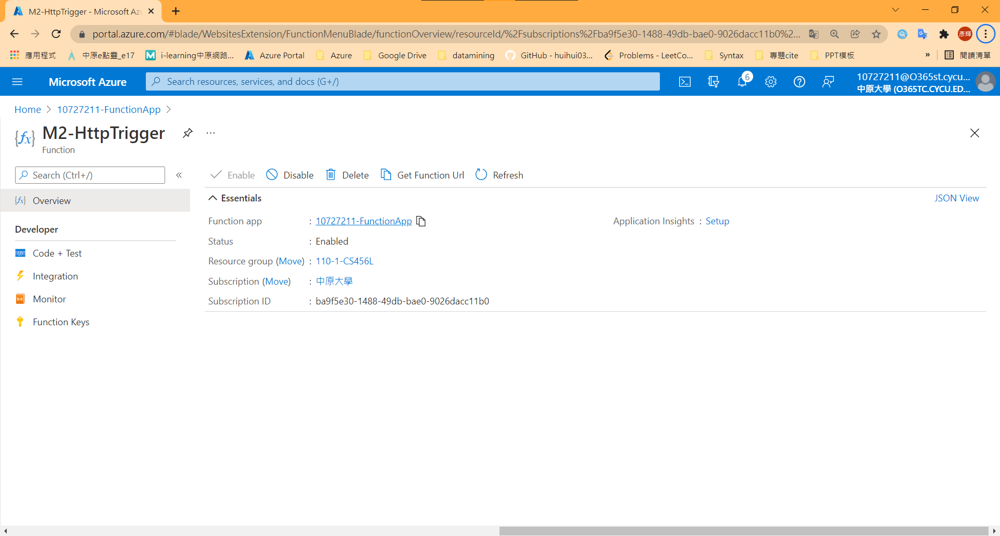 M2-HttpTrigger - Microsoft Az
portal.azure.com/#blade/WebsitesExtension/FunctionMenuBlade/functionOverview/resourceId/%2Fsubscriptions%2Fba9f5e30-1488-49db-bae0-9026dacc11b0%2...
彥輝
應用程式
中原e點靈_e17
i-learning中原網路...
Azure Portal
Azure
Google Drive
datamining
GitHub - huihui03...
Problems - LeetCo...
Syntax
專題cite
PPT模板
»
閱讀清單
Microsoft Azure
Search resources, services, and docs (G+/)
6
10727211@O365st.cycu...
中原大學 (O365TC.CYCU.ED...
Home > 10727211-FunctionApp >
M2-HttpTrigger
...
Function
Search (Ctrl+/)
«
Enable
Disable
Delete
Get Function Url
Refresh
Overview
Essentials
JSON View
Function app : 10727211-FunctionApp
Application Insights : Setup
Status : Enabled
Resource group (Move) : 110-1-CS456L
Subscription (Move) : 中原大學
Subscription ID : ba9f5e30-1488-49db-bae0-9026dacc11b0
Developer
Code + Test
Integration
Monitor
Function Keys